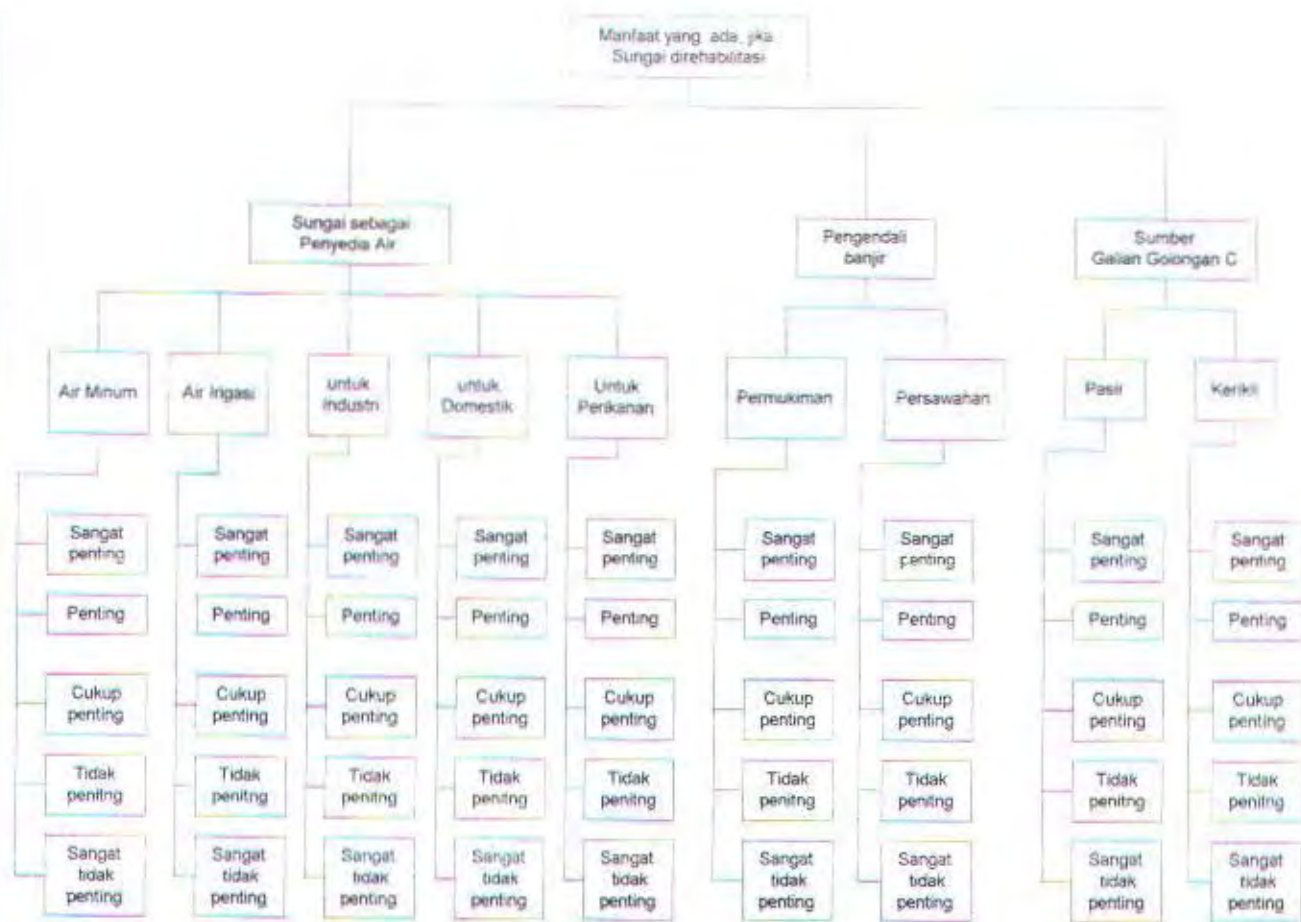 Manfaat yang ada, jika
Sungai direhabilitasi
Sungai sebagai
Penyedia Air
Pengendali
banjir
Sumber
Galian Golongan C
Air Minum
Air Irigasi
untuk
Industri
untuk
Domestik
Untuk
Perikanan
Permukiman
Persawahan
Pasir
Kerikil
Sangat
penting
Sangat
penting
Sangat
penting
Sangat
penting
Sangat
penting
Sangat
penting
Sangat
penting
Sangat
penting
Sangat
penting
Penting
Penting
Penting
Penting
Penting
Penting
Penting
Penting
Penting
Cukup
penting
Cukup
penting
Cukup
penting
Cukup
penting
Cukup
penting
Cukup
penting
Cukup
penting
Cukup
penting
Cukup
penting
Tidak
penitng
Tidak
penitng
Tidak
penitng
Tidak
penitng
Tidak
penitng
Tidak
penitng
Tidak
penitng
Tidak
penitng
Tidak
penitng
Sangat
tidak
penting
Sangat
tidak
penting
Sangat
tidak
penting
Sangat
tidak
penting
Sangat
tidak
penting
Sangat
tidak
penting
Sangat
tidak
penting
Sangat
tidak
penting
Sangat
tidak
penting